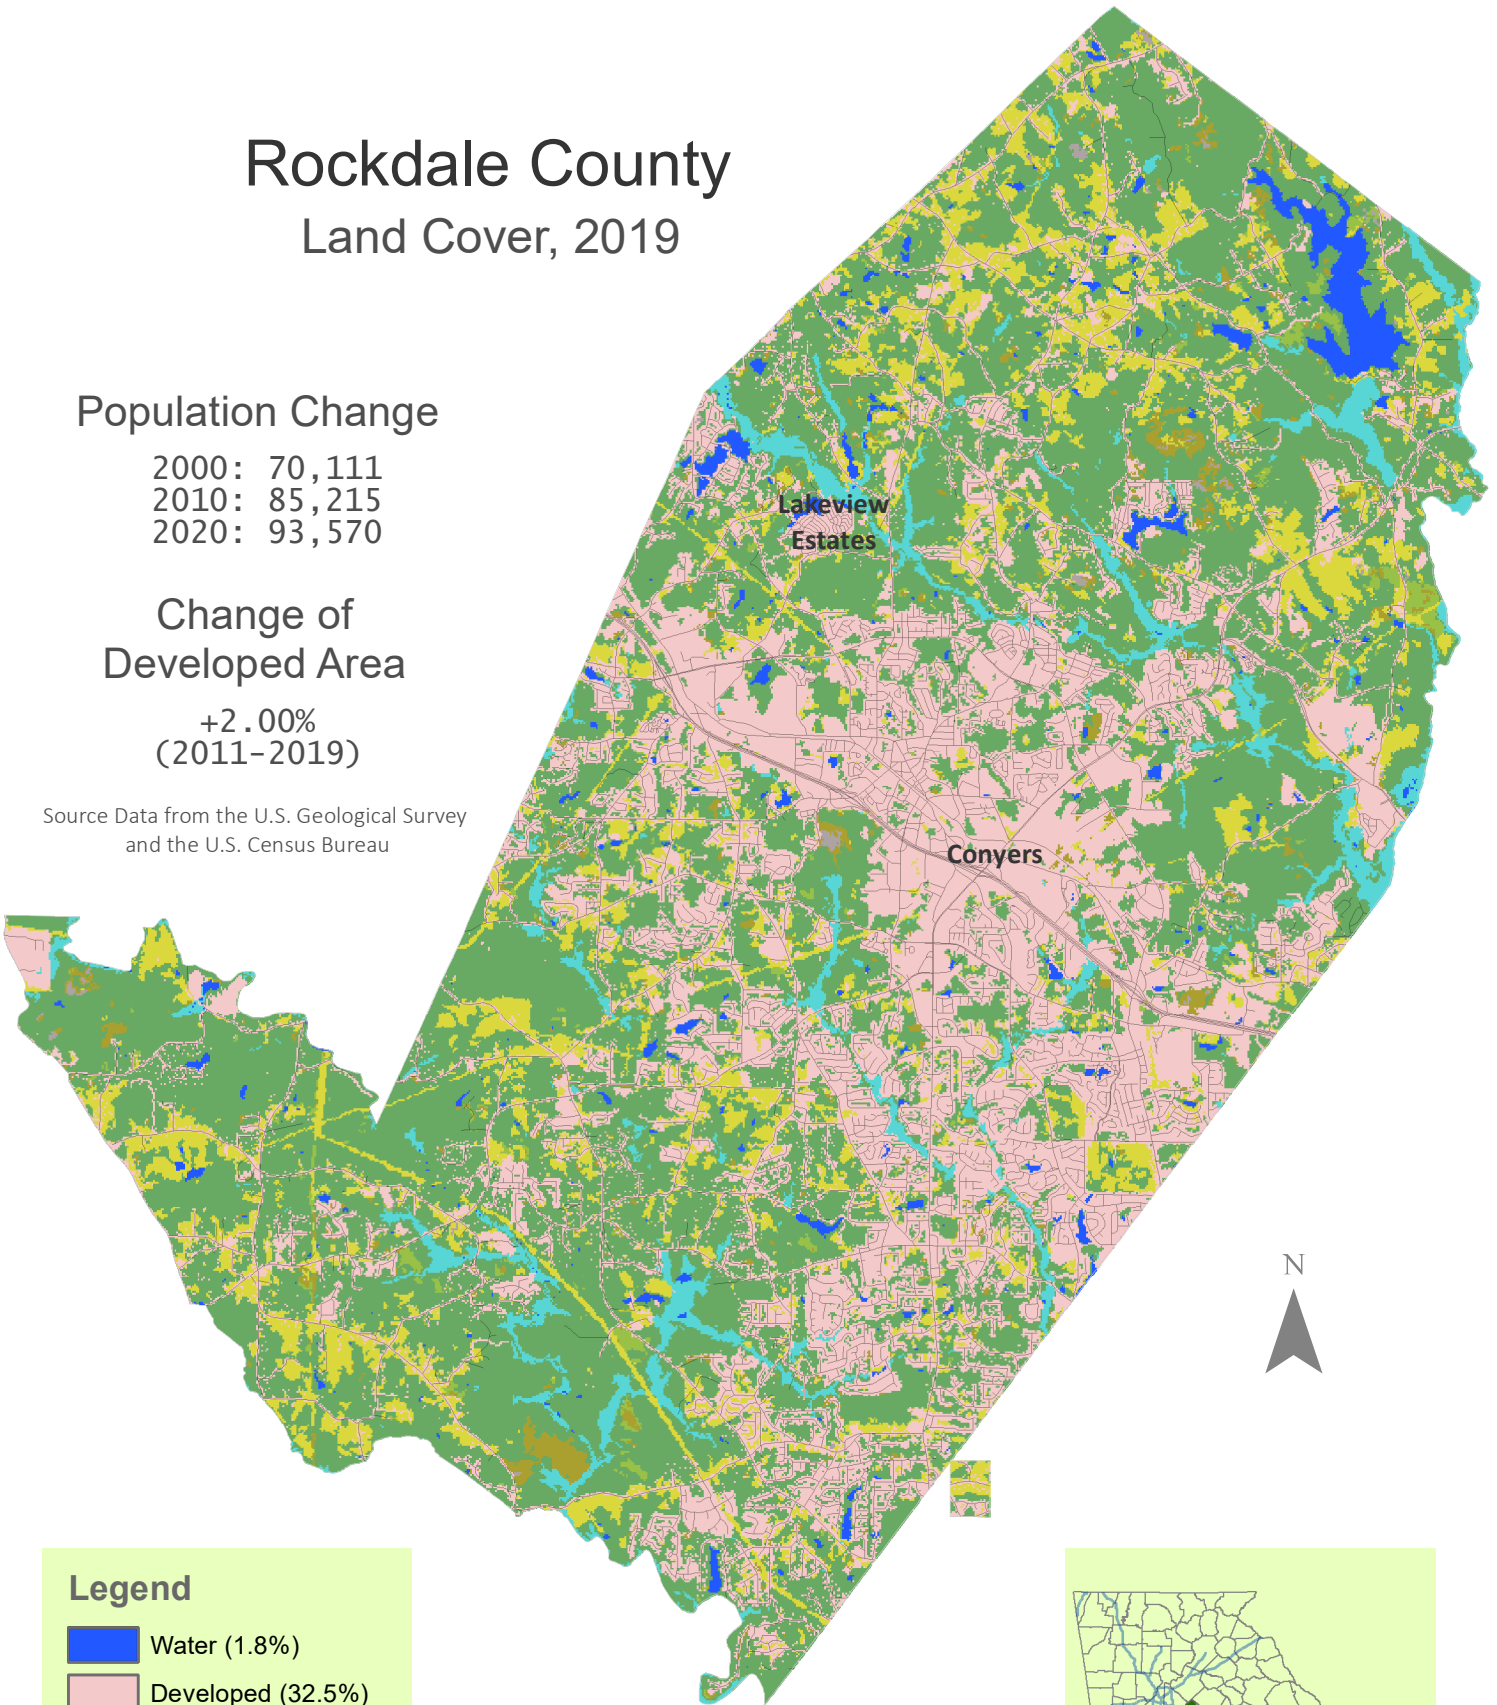 Rockdale County
Land Cover, 2019
Population Change
2000: 70,111
2010: 85,215
2020: 93,570
Change of
Developed Area
+2.00%
(2011-2019)
Source Data from the U.S. Geological Survey
and the U.S. Census Bureau
Lakeview
Estates
Conyers
N
Legend
Water (1.8%)
Developed (32.5%)